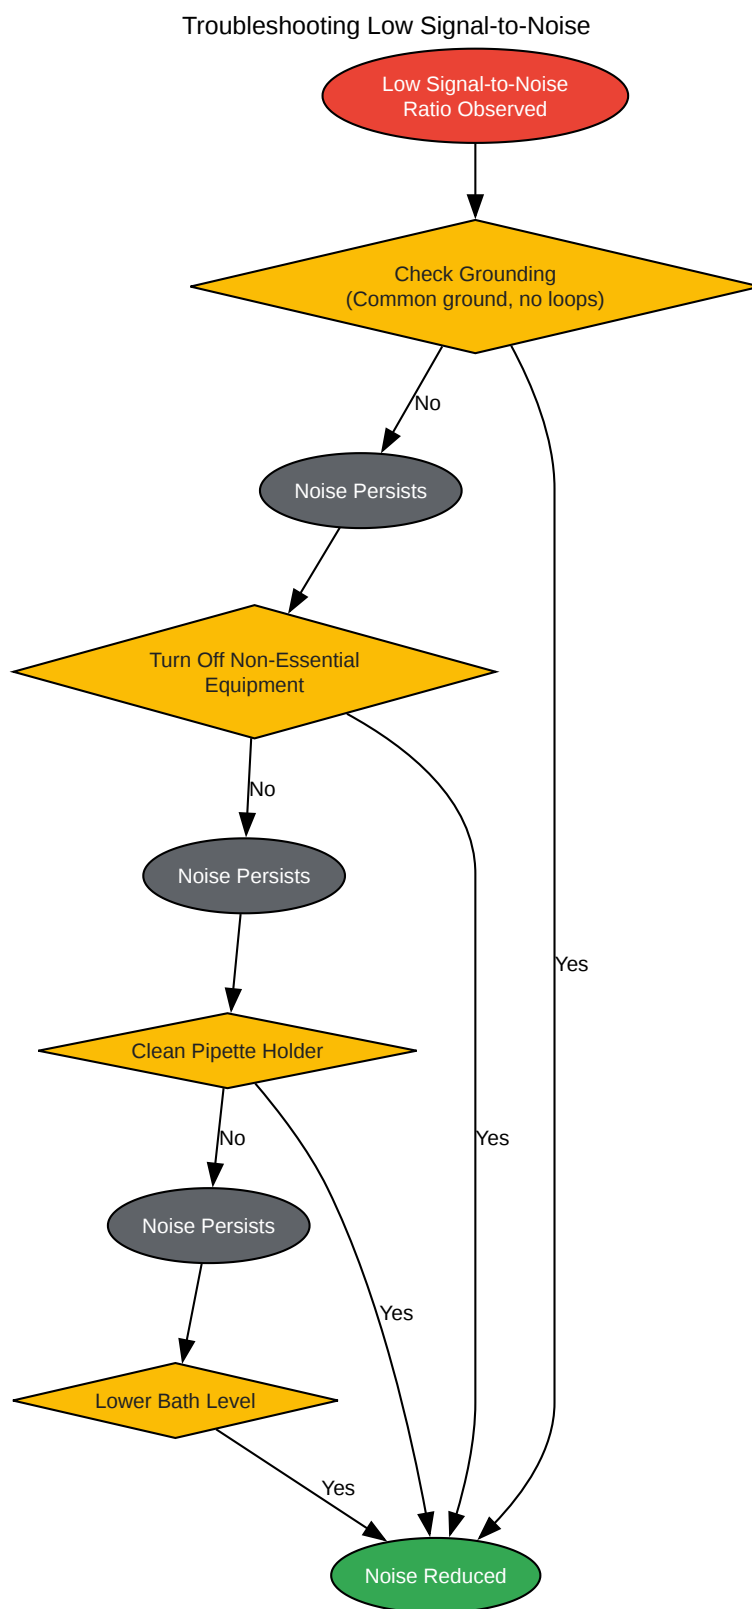 Troubleshooting Low Signal-to-Noise
Low Signal-to-Noise
Ratio Observed
Check Grounding
(Common ground, no loops)
No
Noise Persists
Turn Off Non-Essential
Equipment
No
Noise Persists
Yes
Clean Pipette Holder
No
Yes
Noise Persists
Yes
Lower Bath Level
Yes
Noise Reduced